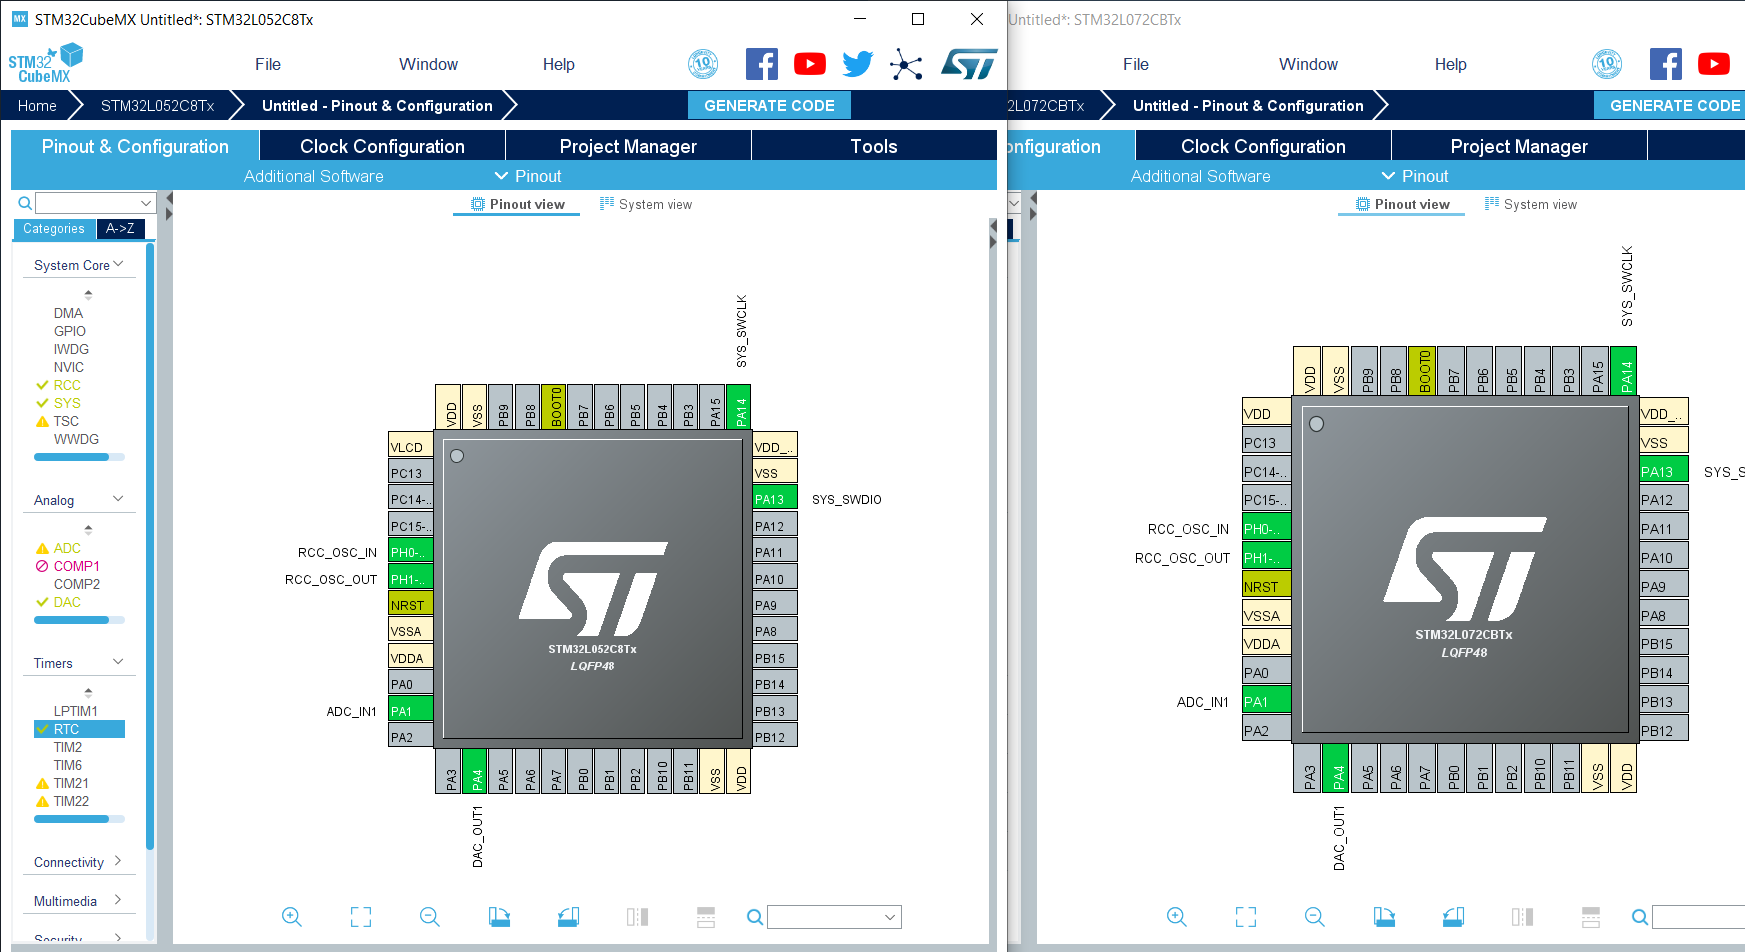 MX STM32CubeMX Untitled*: STM32L052C8Tx
Untitled*: STM32L072CBTx
STM32
CubeMX
File
Window
Help
10
File
Window
Help
10
Home
STM32L052C8Tx
Untitled - Pinout & Configuration
GENERATE CODE
2L072CBTx
Untitled - Pinout & Configuration
GENERATE CODE
Pinout & Configuration
Clock Configuration
Project Manager
Tools
onfiguration
Clock Configuration
Project Manager
Additional Software
Pinout
Additional Software
Pinout
Pinout view
System view
Pinout view
System view
Categories
A->Z
System Core
DMA
GPIO
IWDG
NVIC
RCC
SYS
TSC
WWDG
Analog
ADC
COMP1
COMP2
DAC
Timers
LPTIM1
RTC
TIM2
TIM6
TIM21
TIM22
Connectivity
Multimedia
Security
SYS_SWCLK
VDD
VSS
PB9
PB8
BOOT0
PB7
PB6
PB5
PB4
PB3
PA15
PA14
VLCD
PC13
PC14-..
PC15-..
RCC_OSC_IN
PH0-..
RCC_OSC_OUT
PH1-..
NRST
VSSA
VDDA
PA0
ADC_IN1
PA1
PA2
ST
STM32L052C8Tx
LQFP48
VDD_..
VSS
PA13
SYS_SWDIO
PA12
PA11
PA10
PA9
PA8
PB15
PB14
PB13
PB12
PA3
PA4
PA5
PA6
PA7
PB0
PB1
PB2
PB10
PB11
VSS
VDD
DAC_OUT1
SYS_SWCLK
VDD
VSS
PB9
PB8
BOOT0
PB7
PB6
PB5
PB4
PB3
PA15
PA14
VDD
PC13
PC14-..
PC15-..
RCC_OSC_IN
PH0-..
RCC_OSC_OUT
PH1-..
NRST
VSSA
VDDA
PA0
ADC_IN1
PA1
PA2
ST
STM32L072CBTx
LQFP48
VDD_..
VSS
PA13
SYS_S
PA12
PA11
PA10
PA9
PA8
PB15
PB14
PB13
PB12
PA3
PA4
PA5
PA6
PA7
PB0
PB1
PB2
PB10
PB11
VSS
VDD
DAC_OUT1